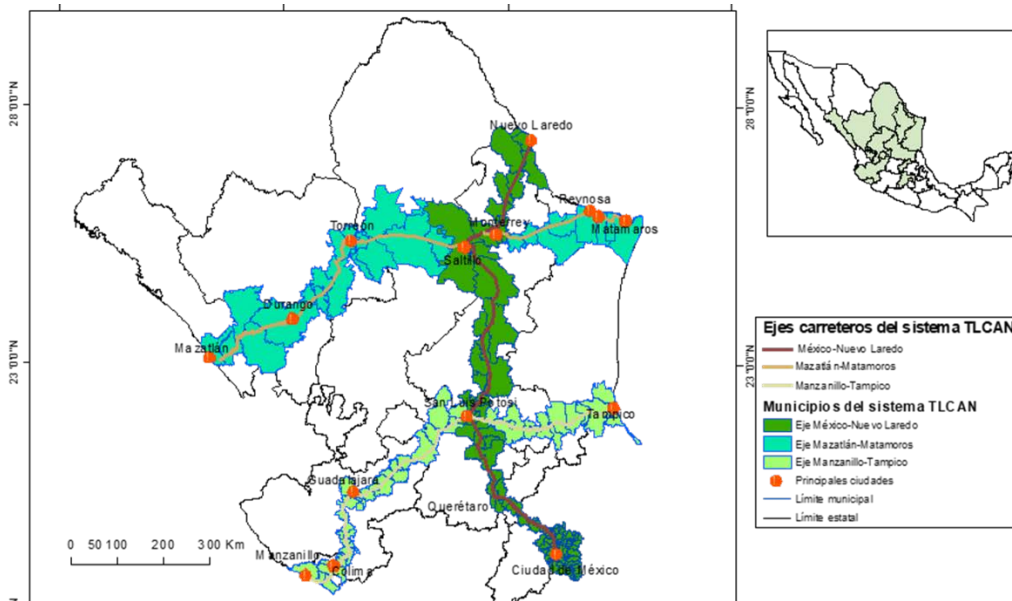 28°0'0"N
28°0'0"N
Nuevo Laredo
Reynosa
Matamaros
Monterrey
Torreón
Saltillo
Durango
Mazatlán
23°0'0"N
23°0'0"N
San Luis Potosí
Tampico
Guadalajara
Querétaro
0 50 100 200 300 Km
Manzanillo
Colima
Ciudad de México
Ejes carreteros del sistema TLCAN
México-Nuevo Laredo
Mazatlán-Matamoros
Manzanillo-Tampico
Municipios del sistema TLCAN
Eje México-Nuevo Laredo
Eje Mazatlán-Matamoros
Eje Manzanillo-Tampico
Principales ciudades
Límite municipal
Límite estatal